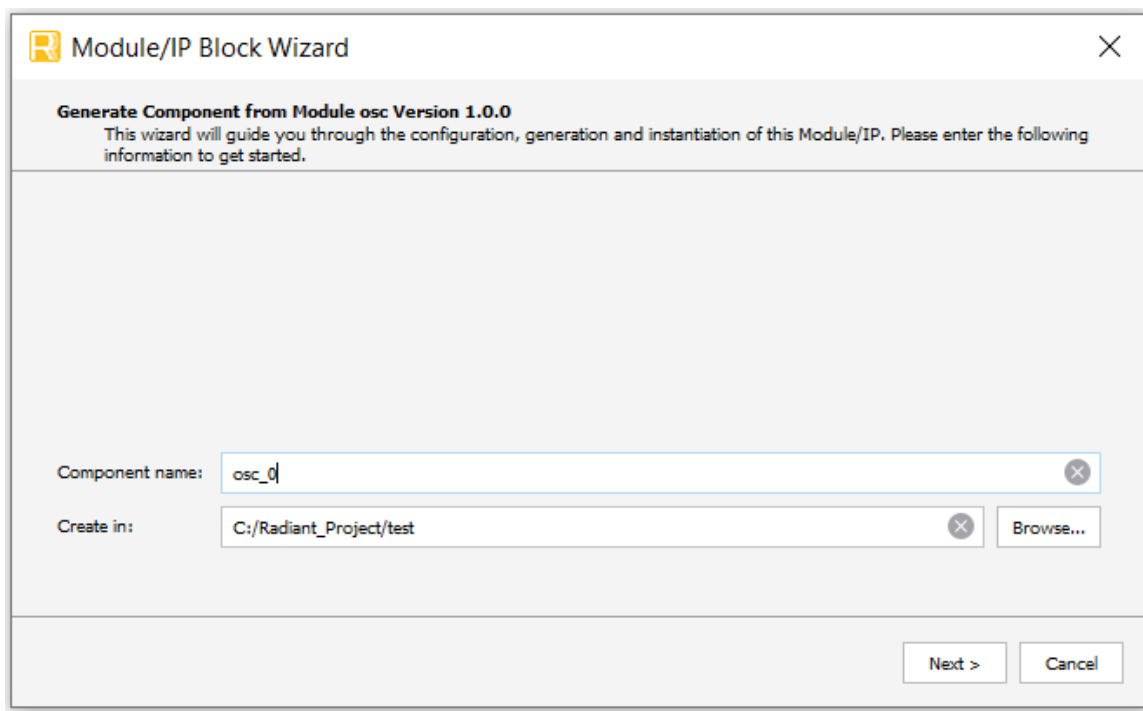 Module/IP Block Wizard
Generate Component from Module osc Version 1.0.0
This wizard will guide you through the configuration, generation and instantiation of this Module/IP. Please enter the following
information to get started.
Component name: osc_0
Create in: C:/Radiant_Project/test Browse...
Next > Cancel